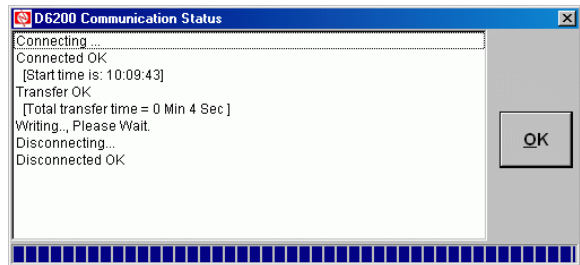 D6200 Communication Status
Connecting ...
Connected OK
[Start time is: 10:09:43]
Transfer OK
[Total transfer time = 0 Min 4 Sec ]
Writing.., Please Wait.
Disconnecting...
Disconnected OK
OK